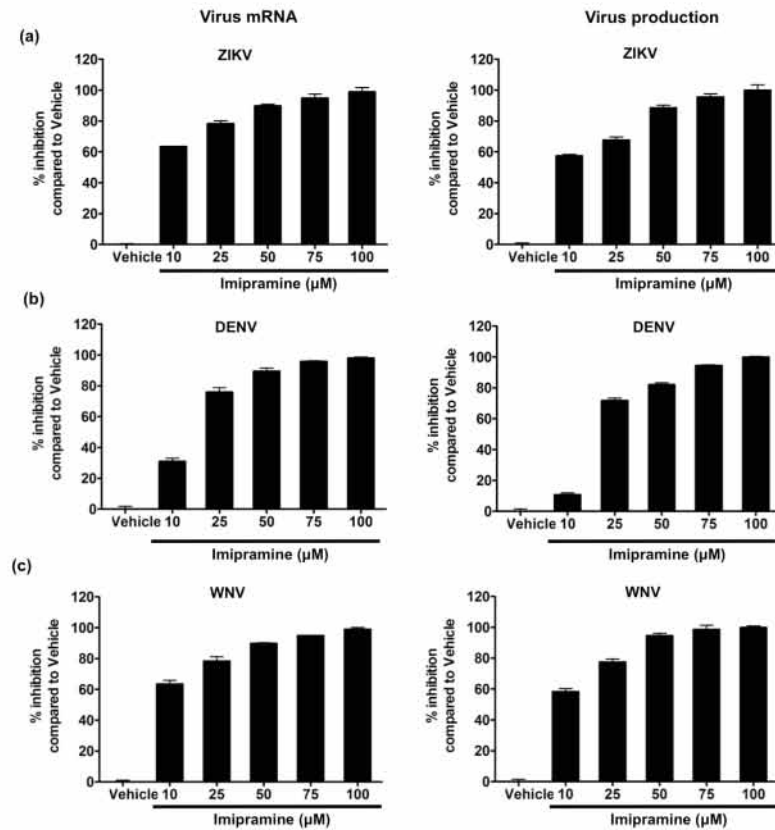 Virus mRNA
Virus production
(a)
ZIKV
% inhibition
compared to Vehicle
120
100
80
60
40
20
0
Vehicle 10 25 50 75 100
Imipramine (µM)
ZIKV
% inhibition
compared to Vehicle
120
100
80
60
40
20
0
Vehicle 10 25 50 75 100
Imipramine (µM)
(b)
DENV
% inhibition
compared to Vehicle
120
100
80
60
40
20
0
Vehicle 10 25 50 75 100
Imipramine (µM)
DENV
% inhibition
compared to Vehicle
120
100
80
60
40
20
0
Vehicle 10 25 50 75 100
Imipramine (µM)
(c)
WNV
% inhibition
compared to Vehicle
120
100
80
60
40
20
0
Vehicle 10 25 50 75 100
Imipramine (µM)
WNV
% inhibition
compared to Vehicle
120
100
80
60
40
20
0
Vehicle 10 25 50 75 100
Imipramine (µM)